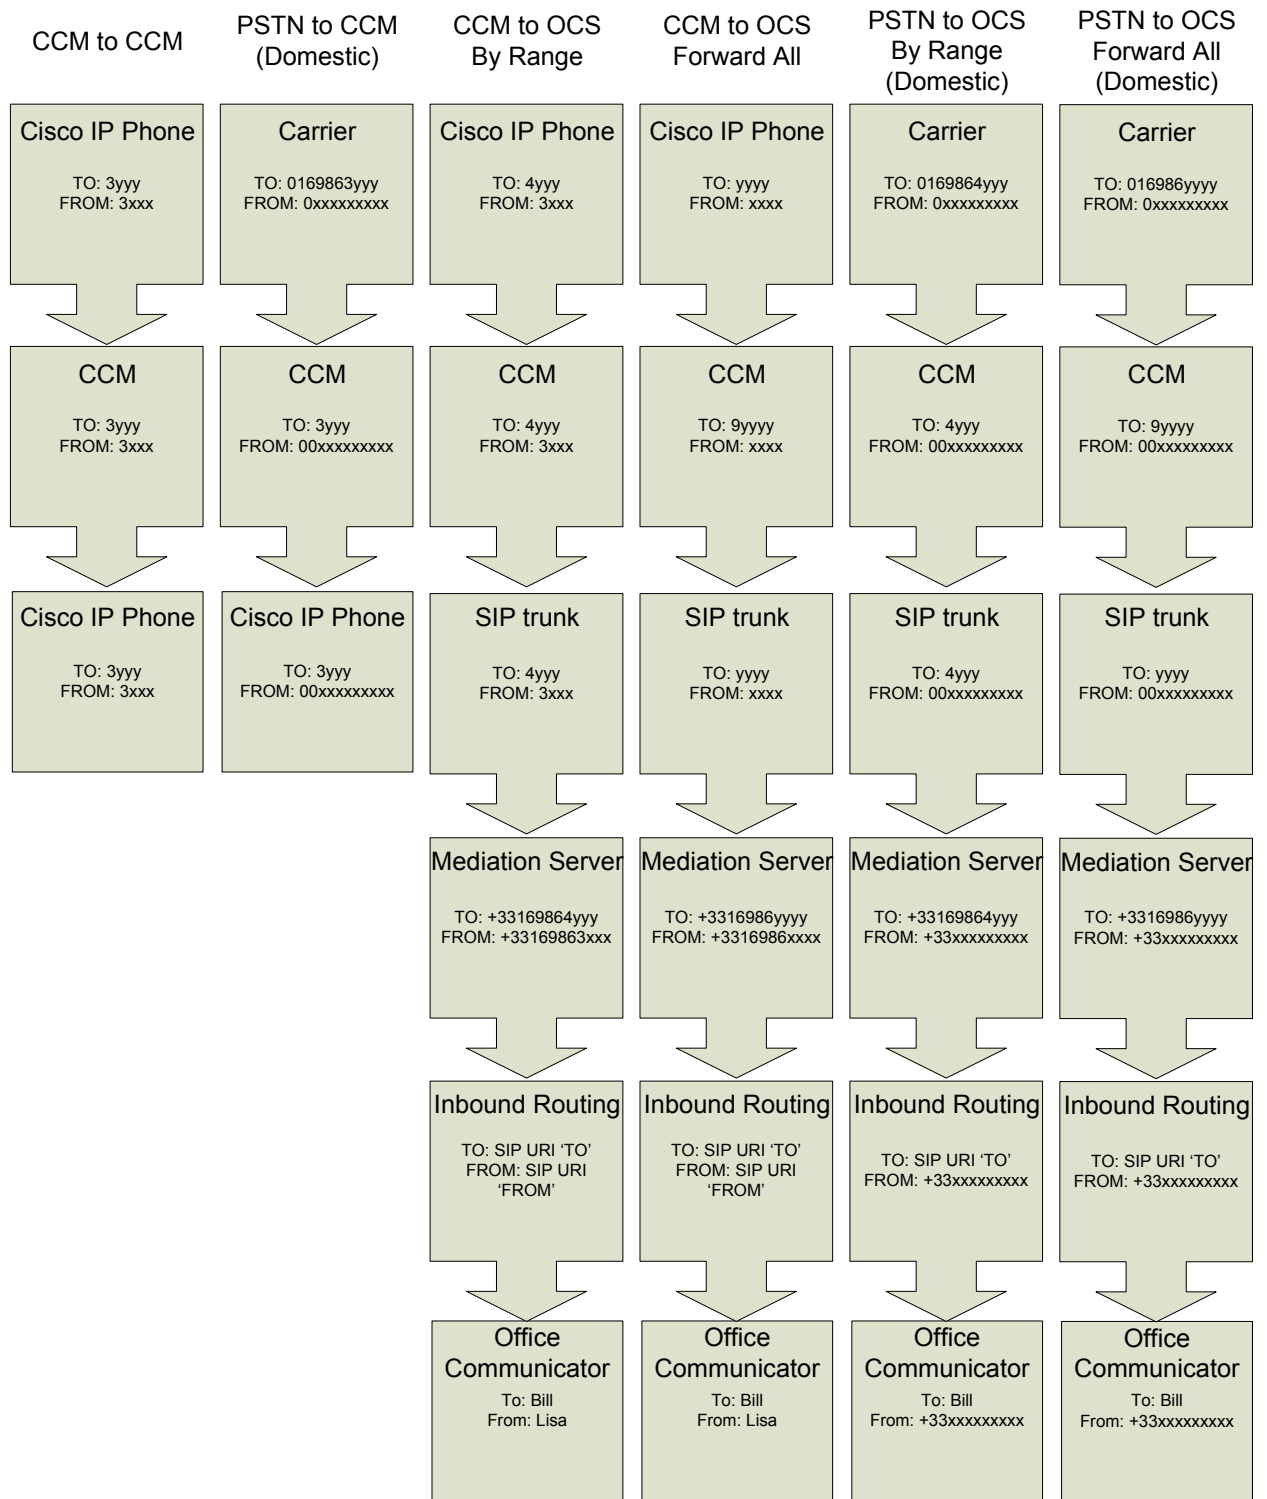 CCM to CCM
PSTN to CCM
(Domestic)
CCM to OCS
By Range
CCM to OCS
Forward All
PSTN to OCS
By Range
(Domestic)
PSTN to OCS
Forward All
(Domestic)
Cisco IP Phone
TO: 3yyy
FROM: 3xxx
Carrier
TO: 0169863yyy
FROM: 0xxxxxxxxx
Cisco IP Phone
TO: 4yyy
FROM: 3xxx
Cisco IP Phone
TO: yyyy
FROM: xxxx
Carrier
TO: 0169864yyy
FROM: 0xxxxxxxxx
Carrier
TO: 016986yyyy
FROM: 0xxxxxxxxx
CCM
TO: 3yyy
FROM: 3xxx
CCM
TO: 3yyy
FROM: 00xxxxxxxxx
CCM
TO: 4yyy
FROM: 3xxx
CCM
TO: 9yyyy
FROM: xxxx
CCM
TO: 4yyy
FROM: 00xxxxxxxxx
CCM
TO: 9yyyy
FROM: 00xxxxxxxxx
Cisco IP Phone
TO: 3yyy
FROM: 3xxx
Cisco IP Phone
TO: 3yyy
FROM: 00xxxxxxxxx
SIP trunk
TO: 4yyy
FROM: 3xxx
SIP trunk
TO: yyyy
FROM: xxxx
SIP trunk
TO: 4yyy
FROM: 00xxxxxxxxx
SIP trunk
TO: yyyy
FROM: 00xxxxxxxxx
Mediation Server
TO: +33169864yyy
FROM: +33169863xxx
Mediation Server
TO: +3316986yyyy
FROM: +3316986xxxx
Mediation Server
TO: +33169864yyy
FROM: +33xxxxxxxxx
Mediation Server
TO: +3316986yyyy
FROM: +33xxxxxxxxx
Inbound Routing
TO: SIP URI ‘TO’
FROM: SIP URI
‘FROM’
Inbound Routing
TO: SIP URI ‘TO’
FROM: SIP URI
‘FROM’
Inbound Routing
TO: SIP URI ‘TO’
FROM: +33xxxxxxxxx
Inbound Routing
TO: SIP URI ‘TO’
FROM: +33xxxxxxxxx
Office
Communicator
To: Bill
From: Lisa
Office
Communicator
To: Bill
From: Lisa
Office
Communicator
To: Bill
From: +33xxxxxxxxx
Office
Communicator
To: Bill
From: +33xxxxxxxxx